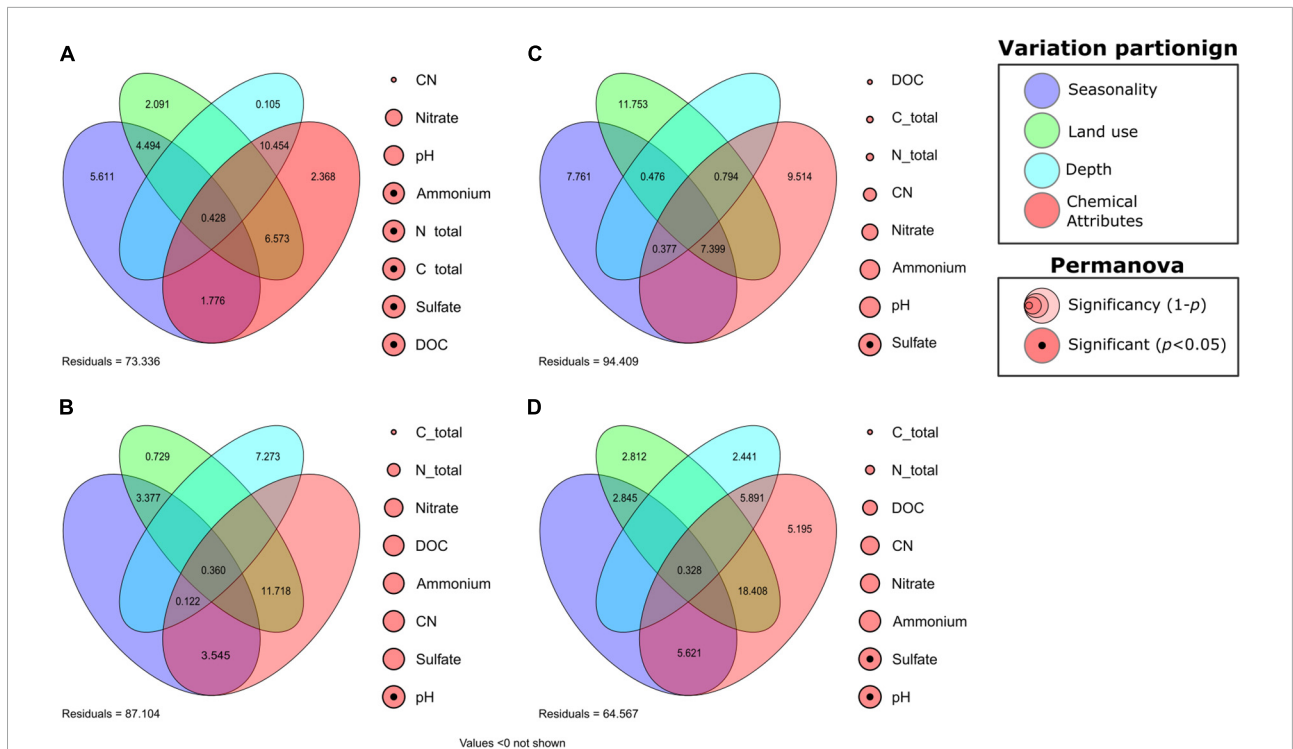 A
2.091
0.105
4.494
10.454
5.611
2.368
0.428
6.573
1.776
Residuals = 73.336
CN
Nitrate
pH
Ammonium
N total
C total
Sulfate
DOC
C
11.753
7.761
0.476
0.794
9.514
0.377
7.399
Residuals = 94.409
DOC
C_total
N_total
CN
Nitrate
Ammonium
pH
Sulfate
Variation partionign
Seasonality
Land use
Depth
Chemical
Attributes
Permanova
Significancy (1-p)
Significant (p<0.05)
B
0.729
7.273
3.377
0.360
0.122
11.718
3.545
Residuals = 87.104
C_total
N_total
Nitrate
DOC
Ammonium
CN
Sulfate
pH
D
2.812
2.441
2.845
5.891
5.195
0.328
18.408
5.621
Residuals = 64.567
C_total
N_total
DOC
CN
Nitrate
Ammonium
Sulfate
pH
Values <0 not shown